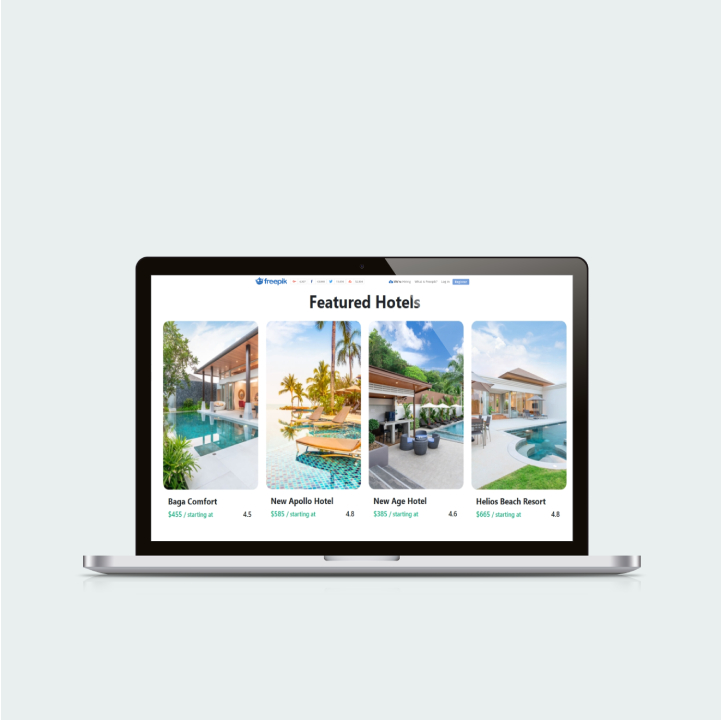 freepik
Featured Hotels
Baga Comfort
$455 / starting at 4.5
New Apollo Hotel
$585 / starting at 4.8
New Age Hotel
$385 / starting at 4.6
Helios Beach Resort
$665 / starting at 4.8